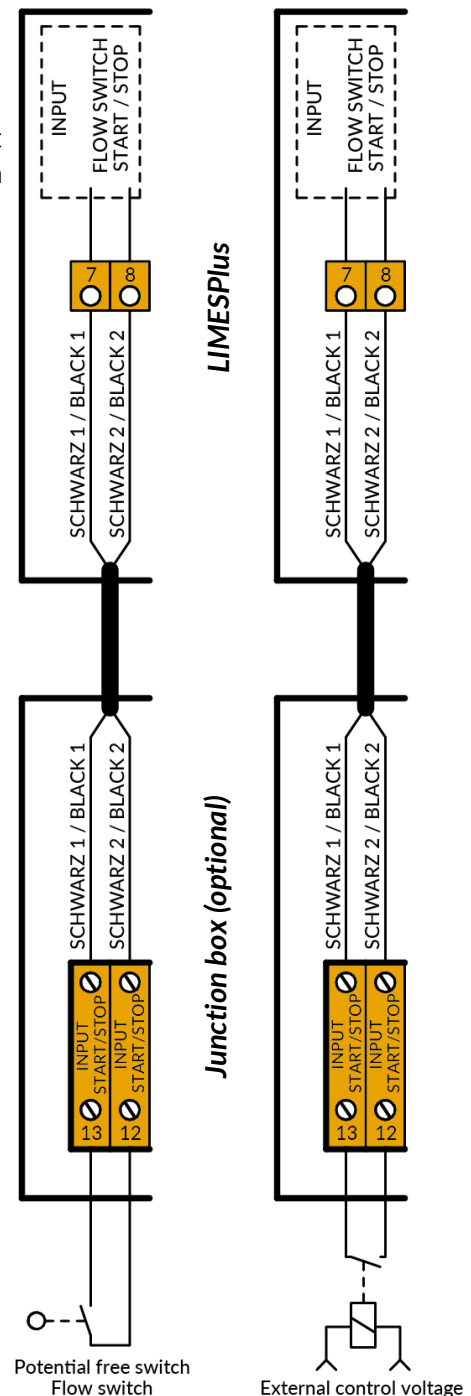 INPUT
FLOW SWITCH
START / STOP
7
8
SCHWARZ 1 / BLACK 1
SCHWARZ 2 / BLACK 2
SCHWARZ 1 / BLACK 1
SCHWARZ 2 / BLACK 2
INPUT
START/STOP
INPUT
START/STOP
13
12
Potential free switch
Flow switch
LIMESPlus
Junction box (optional)
INPUT
FLOW SWITCH
START / STOP
7
8
SCHWARZ 1 / BLACK 1
SCHWARZ 2 / BLACK 2
SCHWARZ 1 / BLACK 1
SCHWARZ 2 / BLACK 2
INPUT
START/STOP
INPUT
START/STOP
13
12
External control voltage